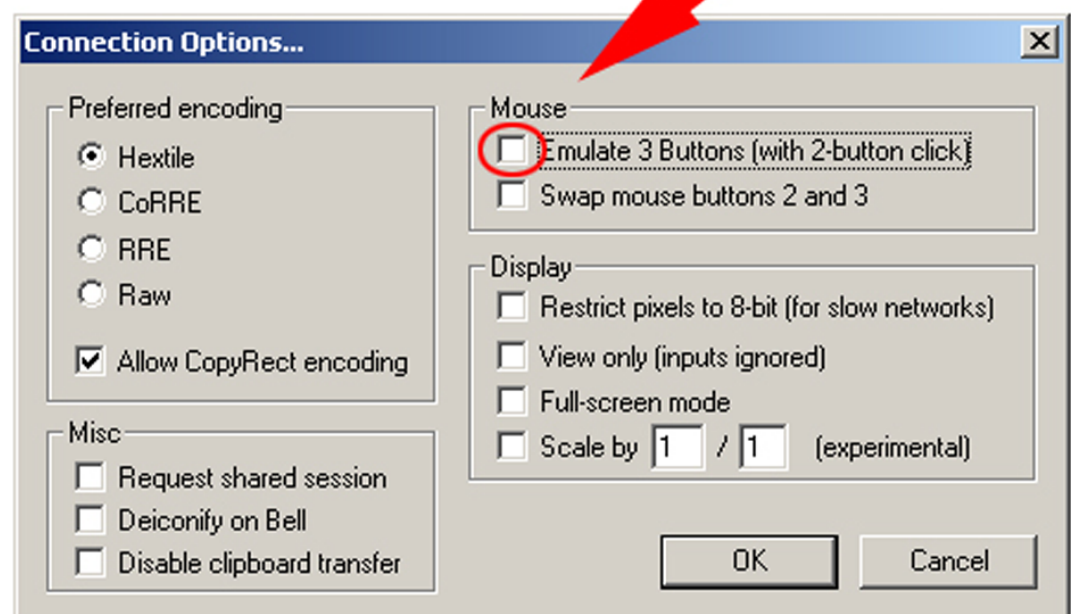 Connection Options...
Preferred encoding
Hextile
CoRRE
RRE
Raw
Allow CopyRect encoding
Misc
Request shared session
Deiconify on Bell
Disable clipboard transfer
Mouse
Emulate 3 Buttons (with 2-button click)
Swap mouse buttons 2 and 3
Display
Restrict pixels to 8-bit (for slow networks)
View only (inputs ignored)
Full-screen mode
Scale by 1 / 1 (experimental)
OK
Cancel